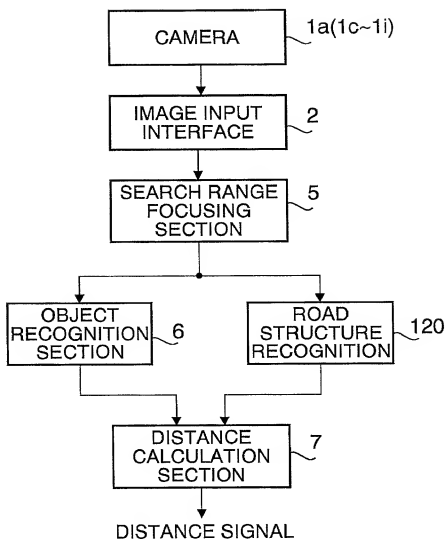 CAMERA
1a(1c~1i)
IMAGE INPUT
INTERFACE
2
SEARCH RANGE
FOCUSING
SECTION
5
OBJECT
RECOGNITION
SECTION
6
ROAD
STRUCTURE
RECOGNITION
120
DISTANCE
CALCULATION
SECTION
7
DISTANCE SIGNAL